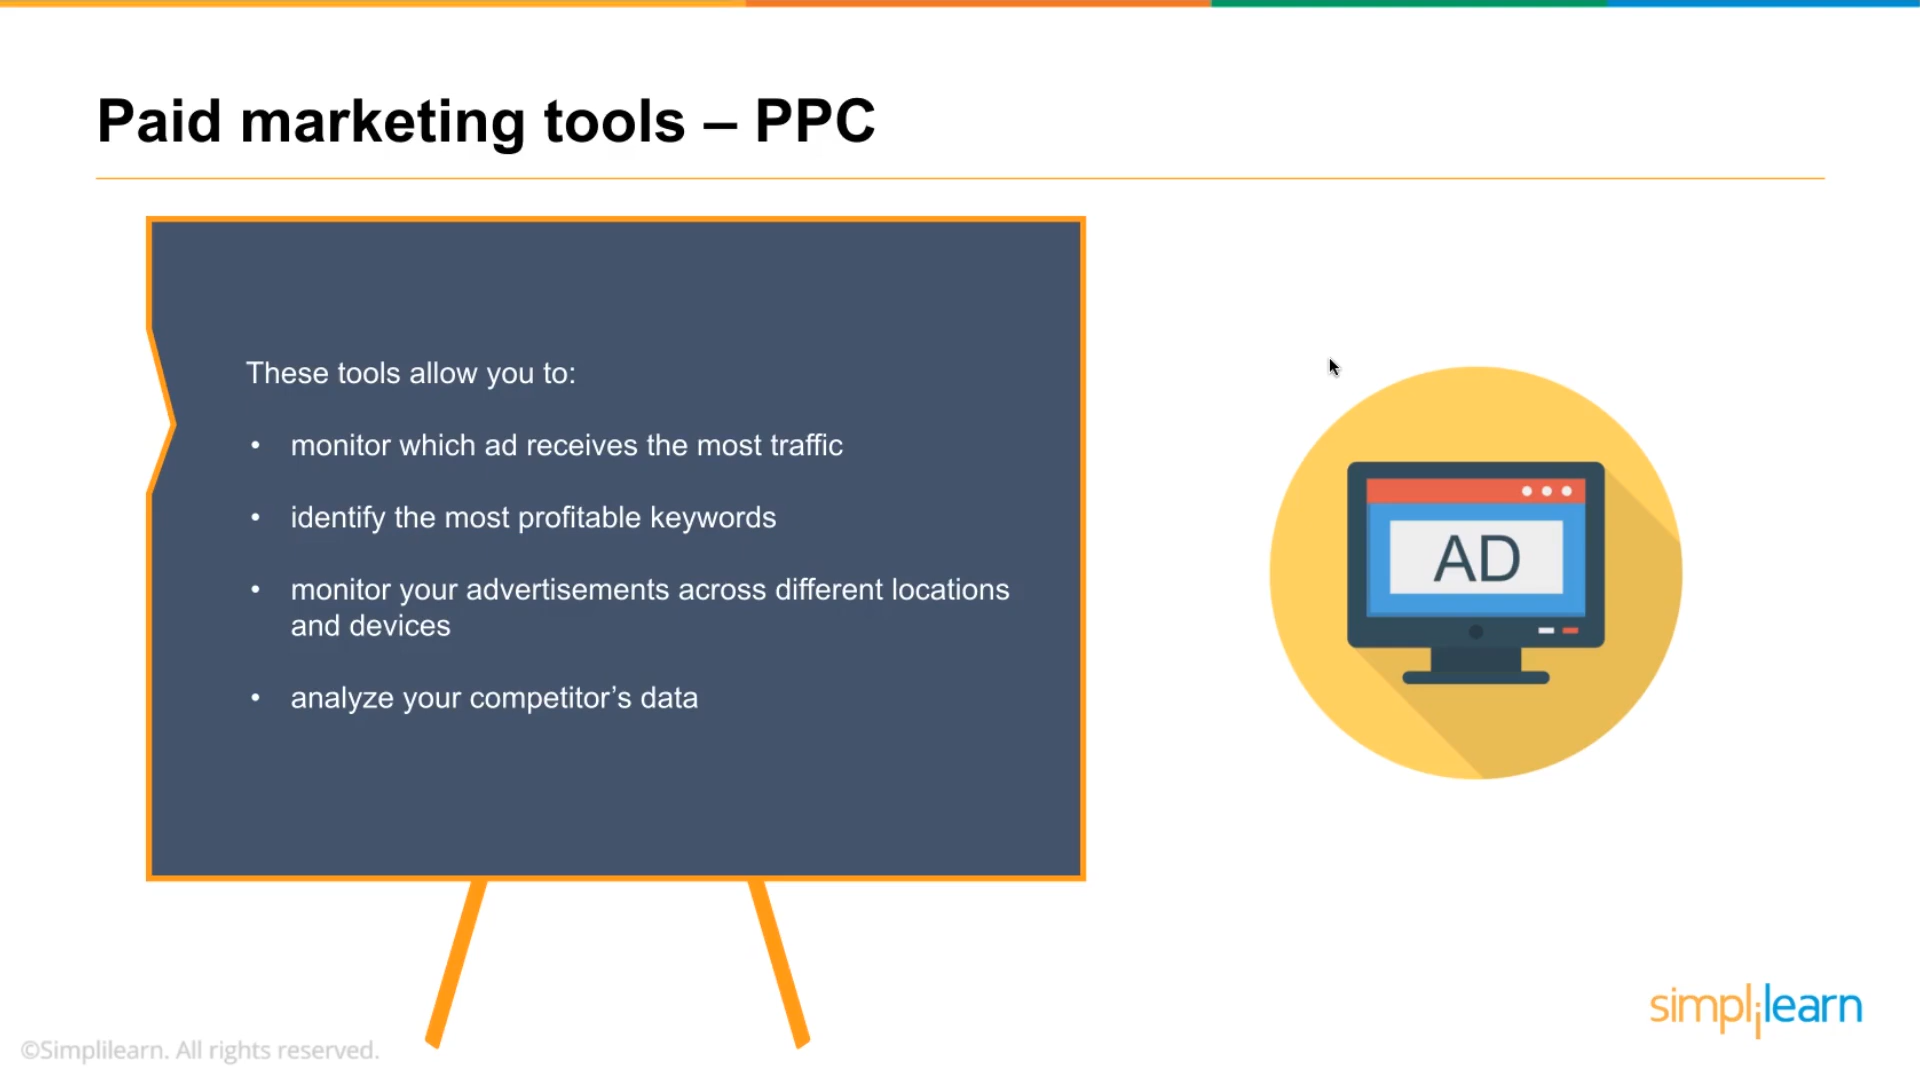 Paid marketing tools – PPC
These tools allow you to:
• monitor which ad receives the most traffic
• identify the most profitable keywords
• monitor your advertisements across different locations
and devices
• analyze your competitor’s data
AD
simplilearn
©Simplilearn. All rights reserved.